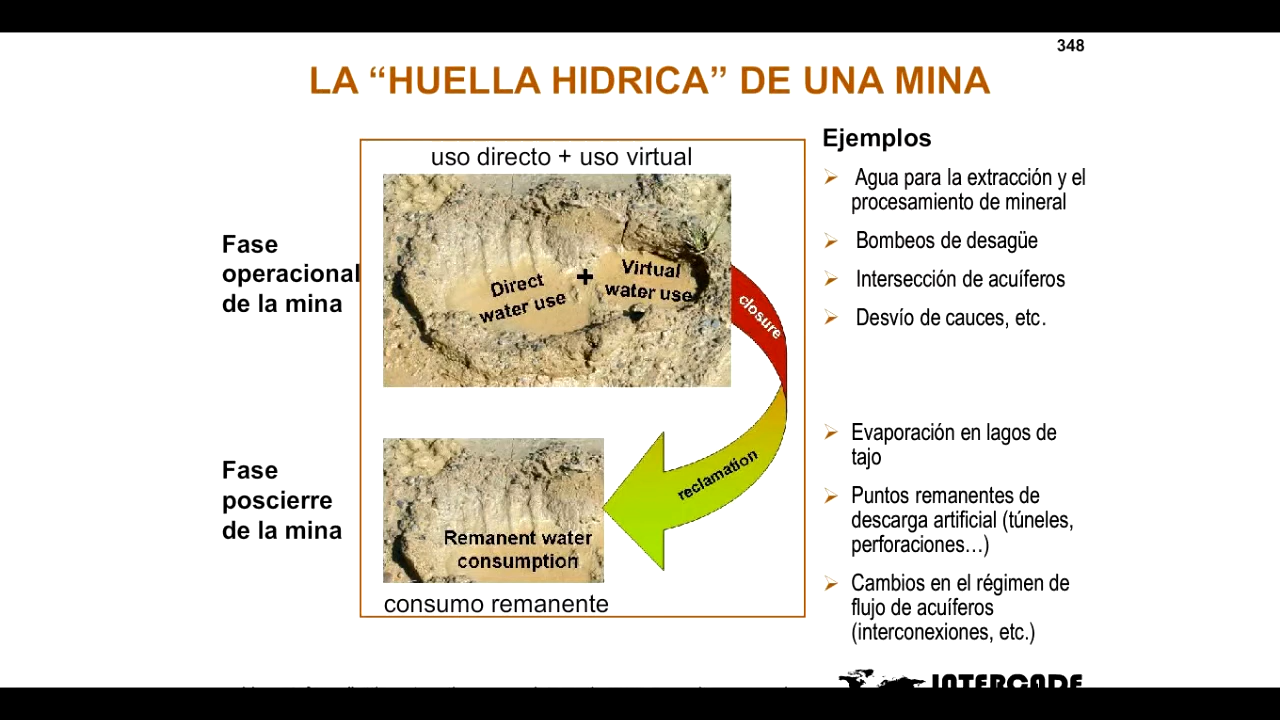 348
LA “HUELLA HIDRICA” DE UNA MINA
uso directo + uso virtual
Fase
operacional
de la mina
Direct
water use
+
Virtual
water use
closure
reclamation
Fase
poscierre
de la mina
Remanent water
consumption
consumo remanente
Ejemplos
Agua para la extracción y el
procesamiento de mineral
Bombeos de desagüe
Intersección de acuíferos
Desvío de cauces, etc.
Evaporación en lagos de
tajo
Puntos remanentes de
descarga artificial (túneles,
perforaciones…)
Cambios en el régimen de
flujo de acuíferos
(interconexiones, etc.)
INTERCADE